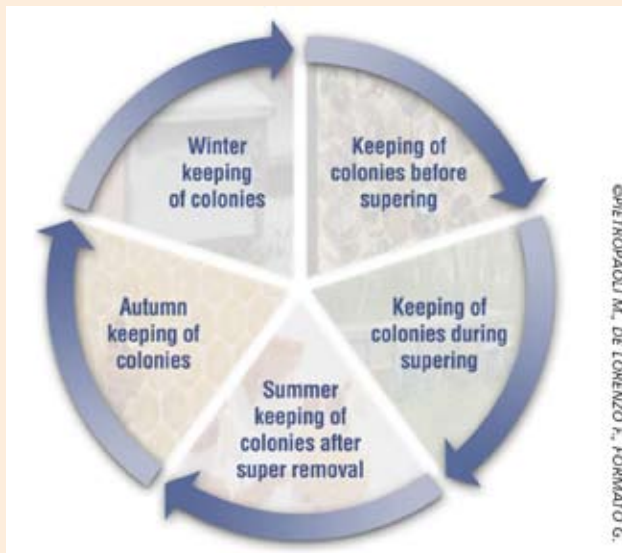 Winter
keeping
of colonies
Keeping of
colonies before
supering
Keeping of
colonies during
supering
Summer
keeping of
colonies after
super removal
Autumn
keeping of
colonies
©PIETROPAOLI M., DE LORENZO F., FORMATO G.